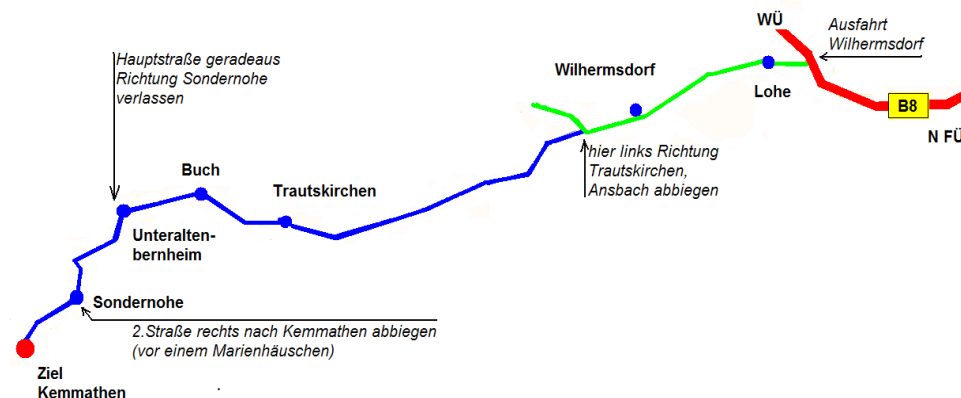 WÜ
Ausfahrt
Wilhermsdorf
Hauptstraße geradeaus
Richtung Sondernohe
verlassen
Wilhermsdorf
Lohe
B8
N FÜ
hier links Richtung
Trautskirchen,
Ansbach abbiegen
Buch
Trautskirchen
Unteralten-
bernheim
Sondernohe
2.Straße rechts nach Kemmathen abbiegen
(vor einem Marienhäuschen)
Ziel
Kemmathen